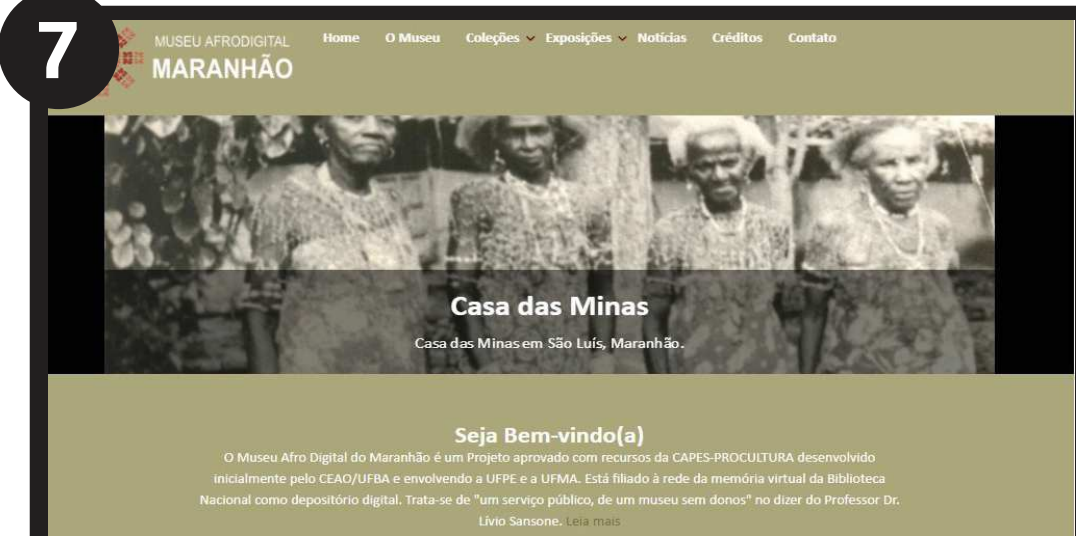 7
MUSEU AFRODIGITAL
MARANHÃO
Home O Museu Coleções Exposições Notícias Créditos Contato
Casa das Minas
Casa das Minas em São Luís, Maranhão.
Seja Bem-vindo(a)
O Museu Afro Digital do Maranhão é um Projeto aprovado com recursos da CAPES-PROCULTURA desenvolvido
inicialmente pelo CEAO/UFBA e envolvendo a UFPE e a UFMA. Está filiado à rede da memória virtual da Biblioteca
Nacional como depositório digital. Trata-se de "um serviço público, de um museu sem donos" no dizer do Professor Dr.
Lívio Sansone. Leia mais